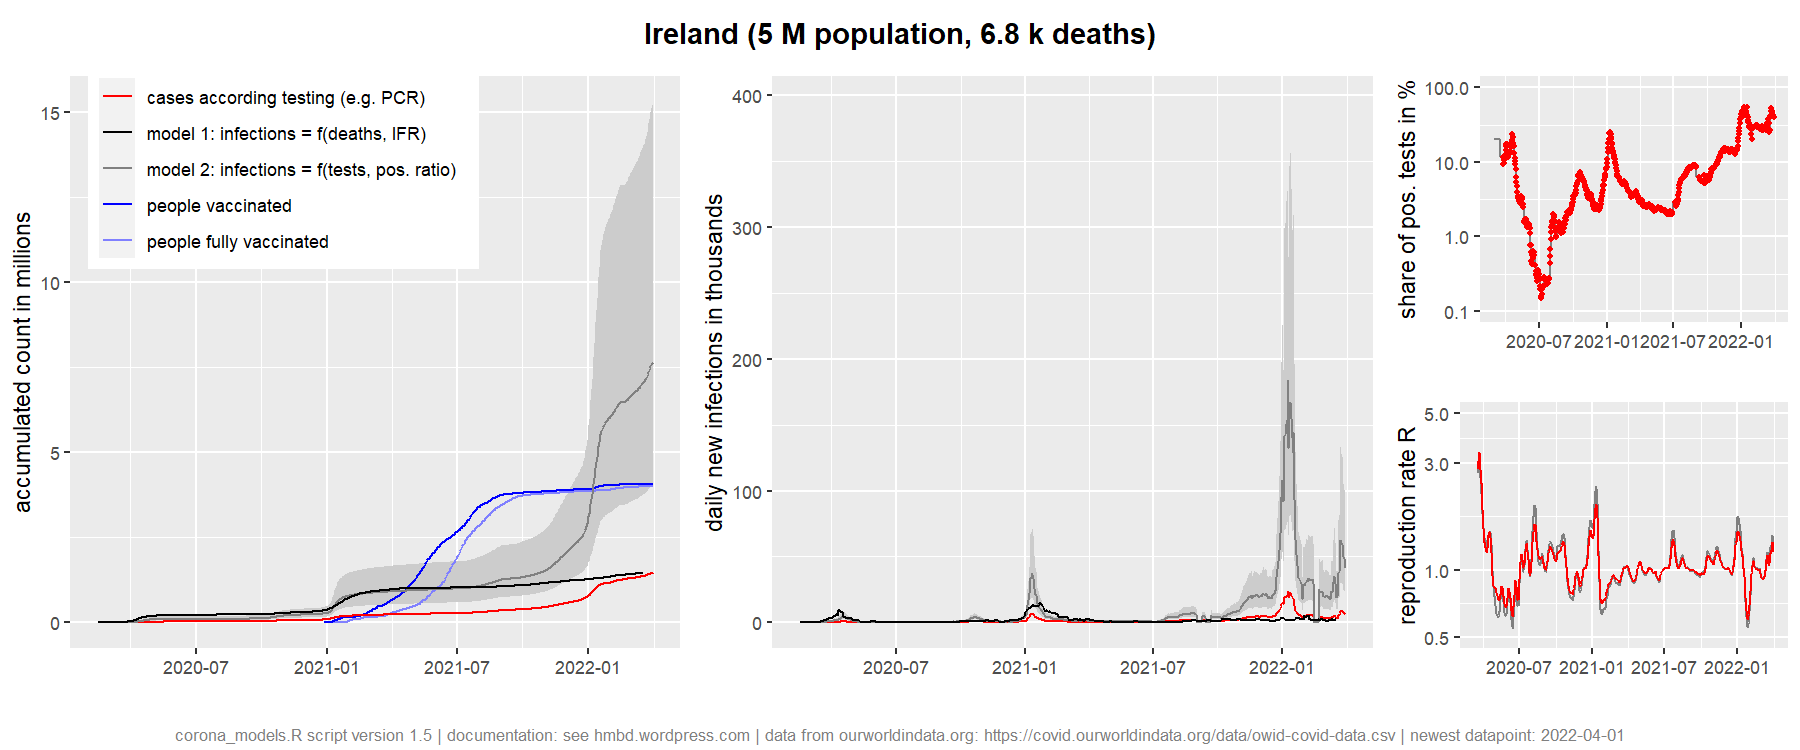 Ireland (5 M population, 6.8 k deaths)
accumulated count in millions
15
10
5
0
cases according testing (e.g. PCR)
model 1: infections = f(deaths, IFR)
model 2: infections = f(tests, pos. ratio)
people vaccinated
people fully vaccinated
2020-07 2021-01 2021-07 2022-01
daily new infections in thousands
400
300
200
100
0
2020-07 2021-01 2021-07 2022-01
share of pos. tests in %
100.0
10.0
1.0
0.1
2020-07 2021-01 2021-07 2022-01
reproduction rate R
5.0
3.0
1.0
0.5
2020-07 2021-01 2021-07 2022-01
corona_models.R script version 1.5 | documentation: see hmbd.wordpress.com | data from ourworldindata.org: https://covid.ourworldindata.org/data/owid-covid-data.csv | newest datapoint: 2022-04-01